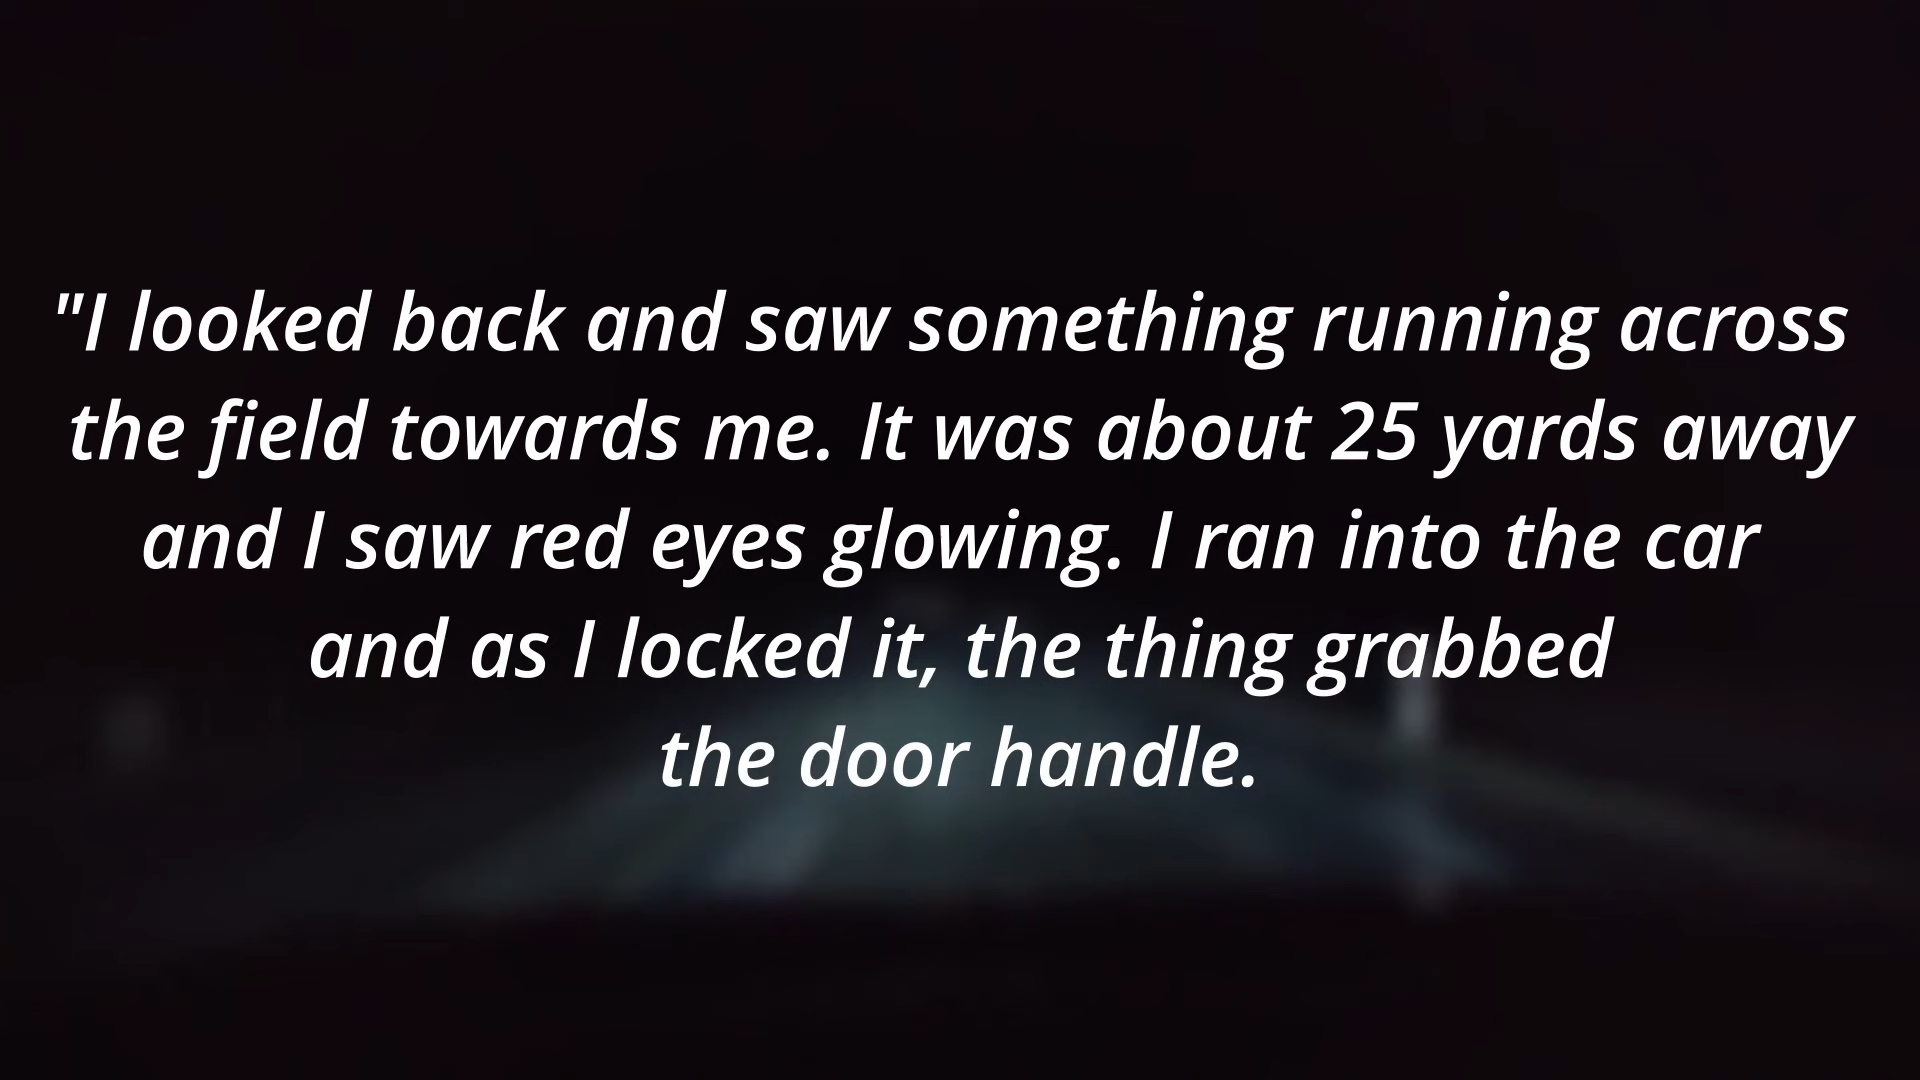 "I looked back and saw something running across
the field towards me. It was about 25 yards away
and I saw red eyes glowing. I ran into the car
and as I locked it, the thing grabbed
the door handle.